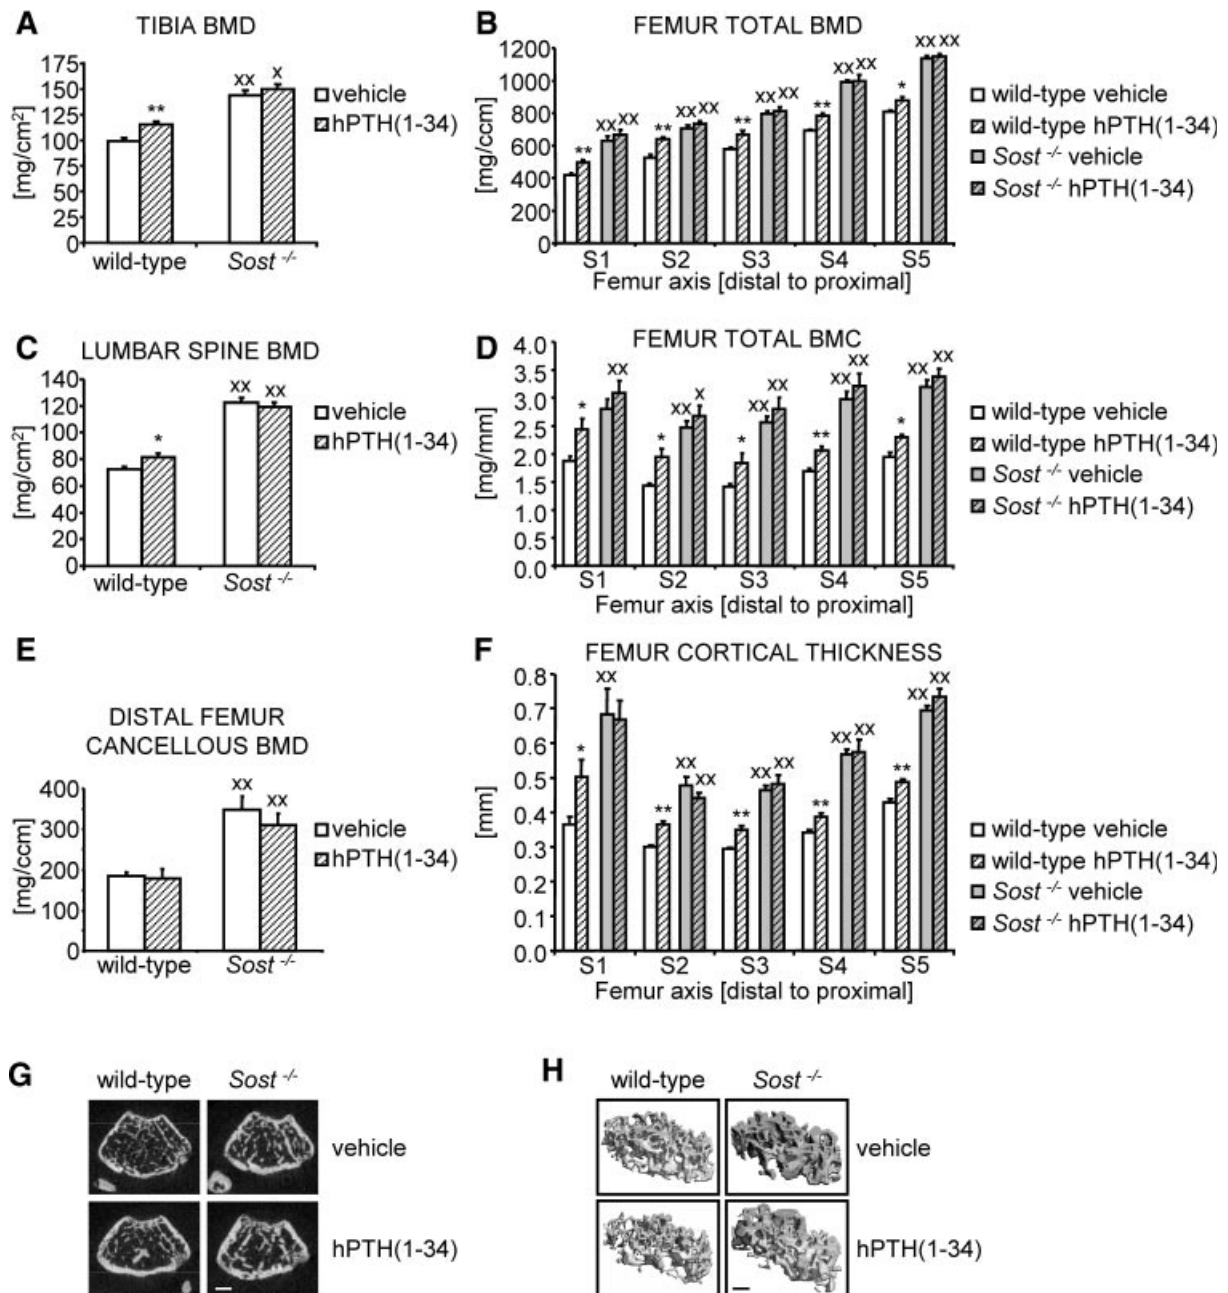 A
TIBIA BMD
[mg/cm²]
175
150
125
100
75
50
25
0
**
xx
x
wild-type
Sost -/-
vehicle
hPTH(1-34)
B
FEMUR TOTAL BMD
[mg/ccm]
1200
1000
800
600
400
200
0
**
xx xx
**
xx xx
**
xx xx
**
xx xx
*
xx xx
S1 S2 S3 S4 S5
Femur axis [distal to proximal]
wild-type vehicle
wild-type hPTH(1-34)
Sost -/- vehicle
Sost -/- hPTH(1-34)
C
LUMBAR SPINE BMD
[mg/cm²]
140
120
100
80
60
40
20
0
*
xx
xx
wild-type
Sost -/-
vehicle
hPTH(1-34)
D
FEMUR TOTAL BMC
[mg/mm]
4.0
3.5
3.0
2.5
2.0
1.5
1.0
0.5
0.0
*
xx
*
xx
x
*
xx
xx
**
xx
xx
*
xx
xx
S1 S2 S3 S4 S5
Femur axis [distal to proximal]
wild-type vehicle
wild-type hPTH(1-34)
Sost -/- vehicle
Sost -/- hPTH(1-34)
E
DISTAL FEMUR
CANCELLOUS BMD
[mg/ccm]
400
300
200
100
0
xx
xx
wild-type
Sost -/-
vehicle
hPTH(1-34)
F
FEMUR CORTICAL THICKNESS
[mm]
0.8
0.7
0.6
0.5
0.4
0.3
0.2
0.1
0.0
*
xx
**
xx
xx
**
xx
xx
**
xx
xx
**
xx
xx
S1 S2 S3 S4 S5
Femur axis [distal to proximal]
wild-type vehicle
wild-type hPTH(1-34)
Sost -/- vehicle
Sost -/- hPTH(1-34)
G
wild-type Sost -/-
vehicle
hPTH(1-34)
H
wild-type Sost -/-
vehicle
hPTH(1-34)